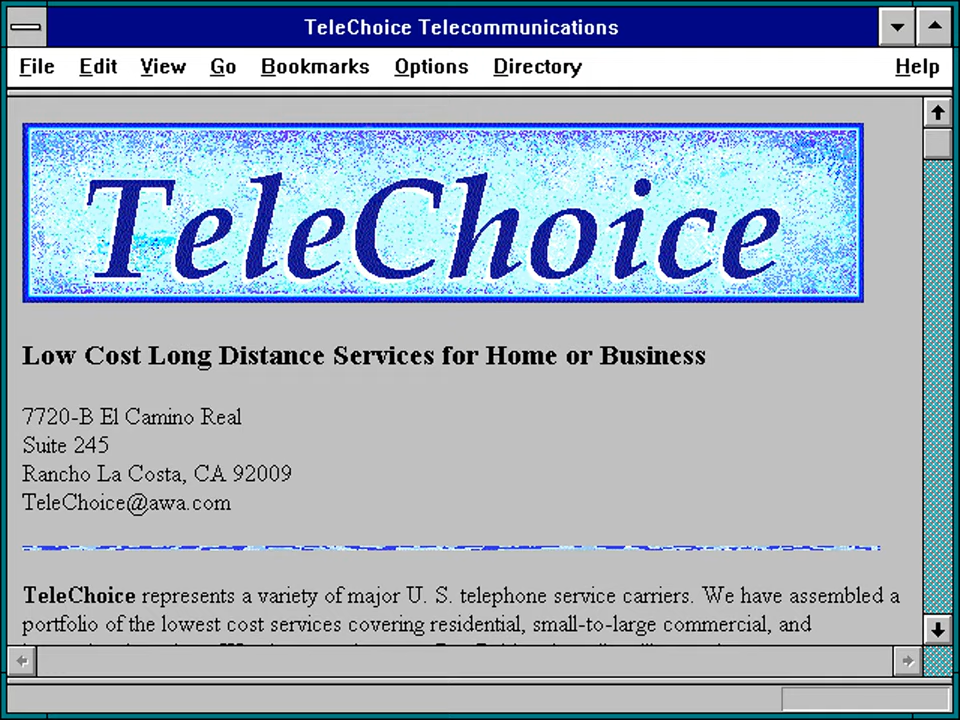 TeleChoice Telecommunications
File Edit View Go Bookmarks Options Directory Help
TeleChoice
Low Cost Long Distance Services for Home or Business
7720-B El Camino Real
Suite 245
Rancho La Costa, CA 92009
TeleChoice@awa.com
TeleChoice represents a variety of major U. S. telephone service carriers. We have assembled a
portfolio of the lowest cost services covering residential, small-to-large commercial, and